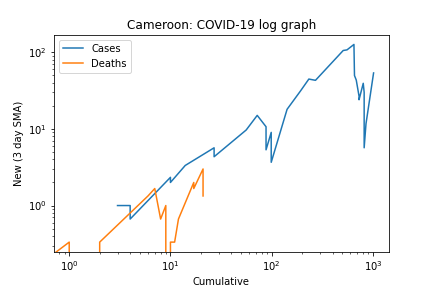 Cameroon: COVID-19 log graph
Cases
Deaths
New (3 day SMA)
10²
10¹
10⁰
10⁰ 10¹ 10² 10³
Cumulative